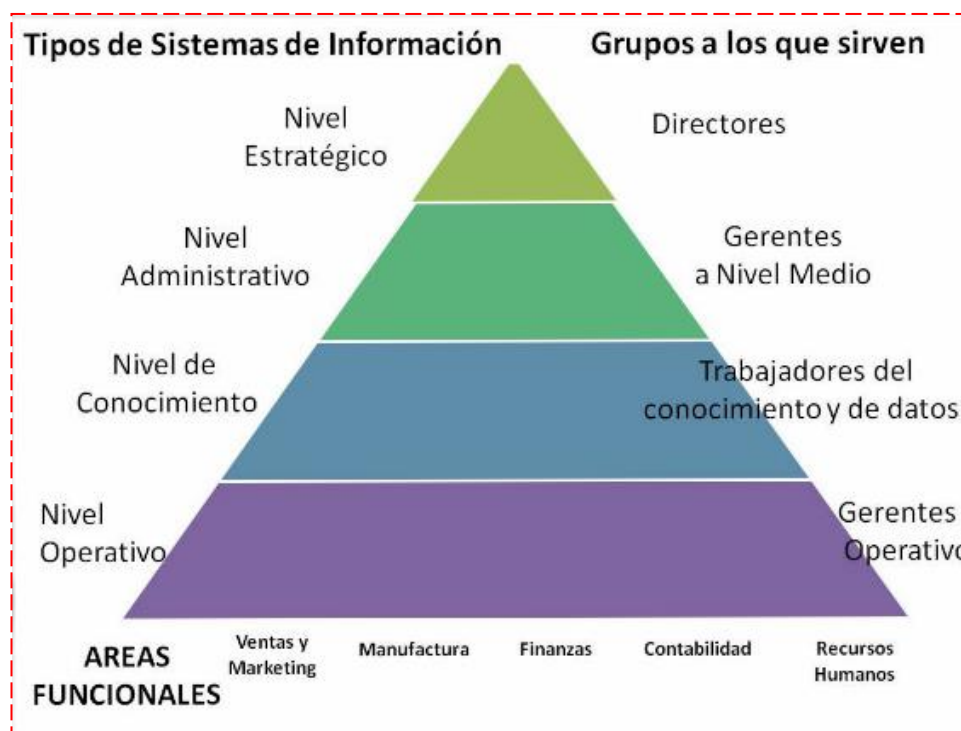 Tipos de Sistemas de Información
Grupos a los que sirven
Nivel
Estratégico
Directores
Nivel
Administrativo
Gerentes
a Nivel Medio
Nivel de
Conocimiento
Trabajadores del
conocimiento y de datos
Nivel
Operativo
Gerentes
Operativo
AREAS
FUNCIONALES
Ventas y
Marketing
Manufactura
Finanzas
Contabilidad
Recursos
Humanos